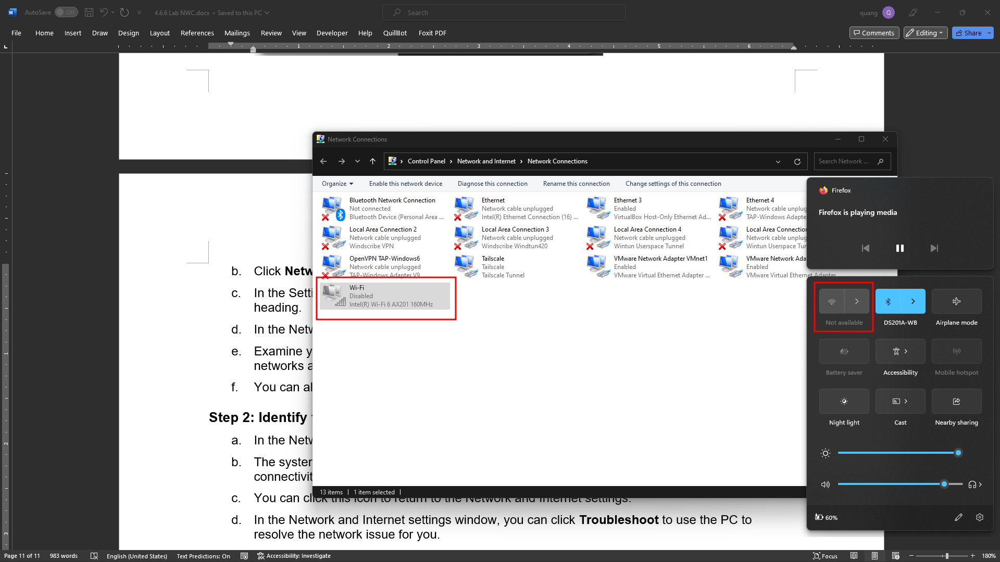 AutoSave Off 4.6.6 Lab NWC.docx • Saved to this PC Search quang Q
File Home Insert Draw Design Layout References Mailings Review View Developer Help QuillBot Foxit PDF Comments Editing Share
1 2 3 4 5 6
Network Connections
Control Panel > Network and Internet > Network Connections Search Network ...
Organize Enable this network device Diagnose this connection Rename this connection Change settings of this connection
Bluetooth Network Connection
Not connected
Bluetooth Device (Personal Area ...
Ethernet
Network cable unplugged
Intel(R) Ethernet Connection (16) ...
Ethernet 3
Enabled
VirtualBox Host-Only Ethernet Ad...
Ethernet 4
Network cable unplug
TAP-Windows Adapte
Local Area Connection 2
Network cable unplugged
Windscribe VPN
Local Area Connection 3
Network cable unplugged
Windscribe Windtun420
Local Area Connection 4
Network cable unplugged
Wintun Userspace Tunnel
Local Area Connection
Network cable unplug
Wintun Userspace Tun
OpenVPN TAP-Windows6
Network cable unplugged
TAP-Windows Adapter V9
Tailscale
Tailscale
Tailscale Tunnel
VMware Network Adapter VMnet1
Enabled
VMware Virtual Ethernet Adapter ...
VMware Network Ada
Enabled
VMware Virtual Ethernet Adapter
Wi-Fi
Disabled
Intel(R) Wi-Fi 6 AX201 160MHz
13 items 1 item selected
Firefox
Firefox is playing media
Not available DS201A-WB Airplane mode
Battery saver Accessibility Mobile hotspot
Night light Cast Nearby sharing
60%
b. Click Netw
c. In the Setti
heading.
d. In the Netw
e. Examine y
networks a
f. You can al
Step 2: Identify
a. In the Netw
b. The system
connectivit
c. You can click this icon to return to the Network and Internet settings.
d. In the Network and Internet settings window, you can click Troubleshoot to use the PC to
resolve the network issue for you.
1
2
3
Page 11 of 11 983 words English (United States) Text Predictions: On Accessibility: Investigate Focus 180%